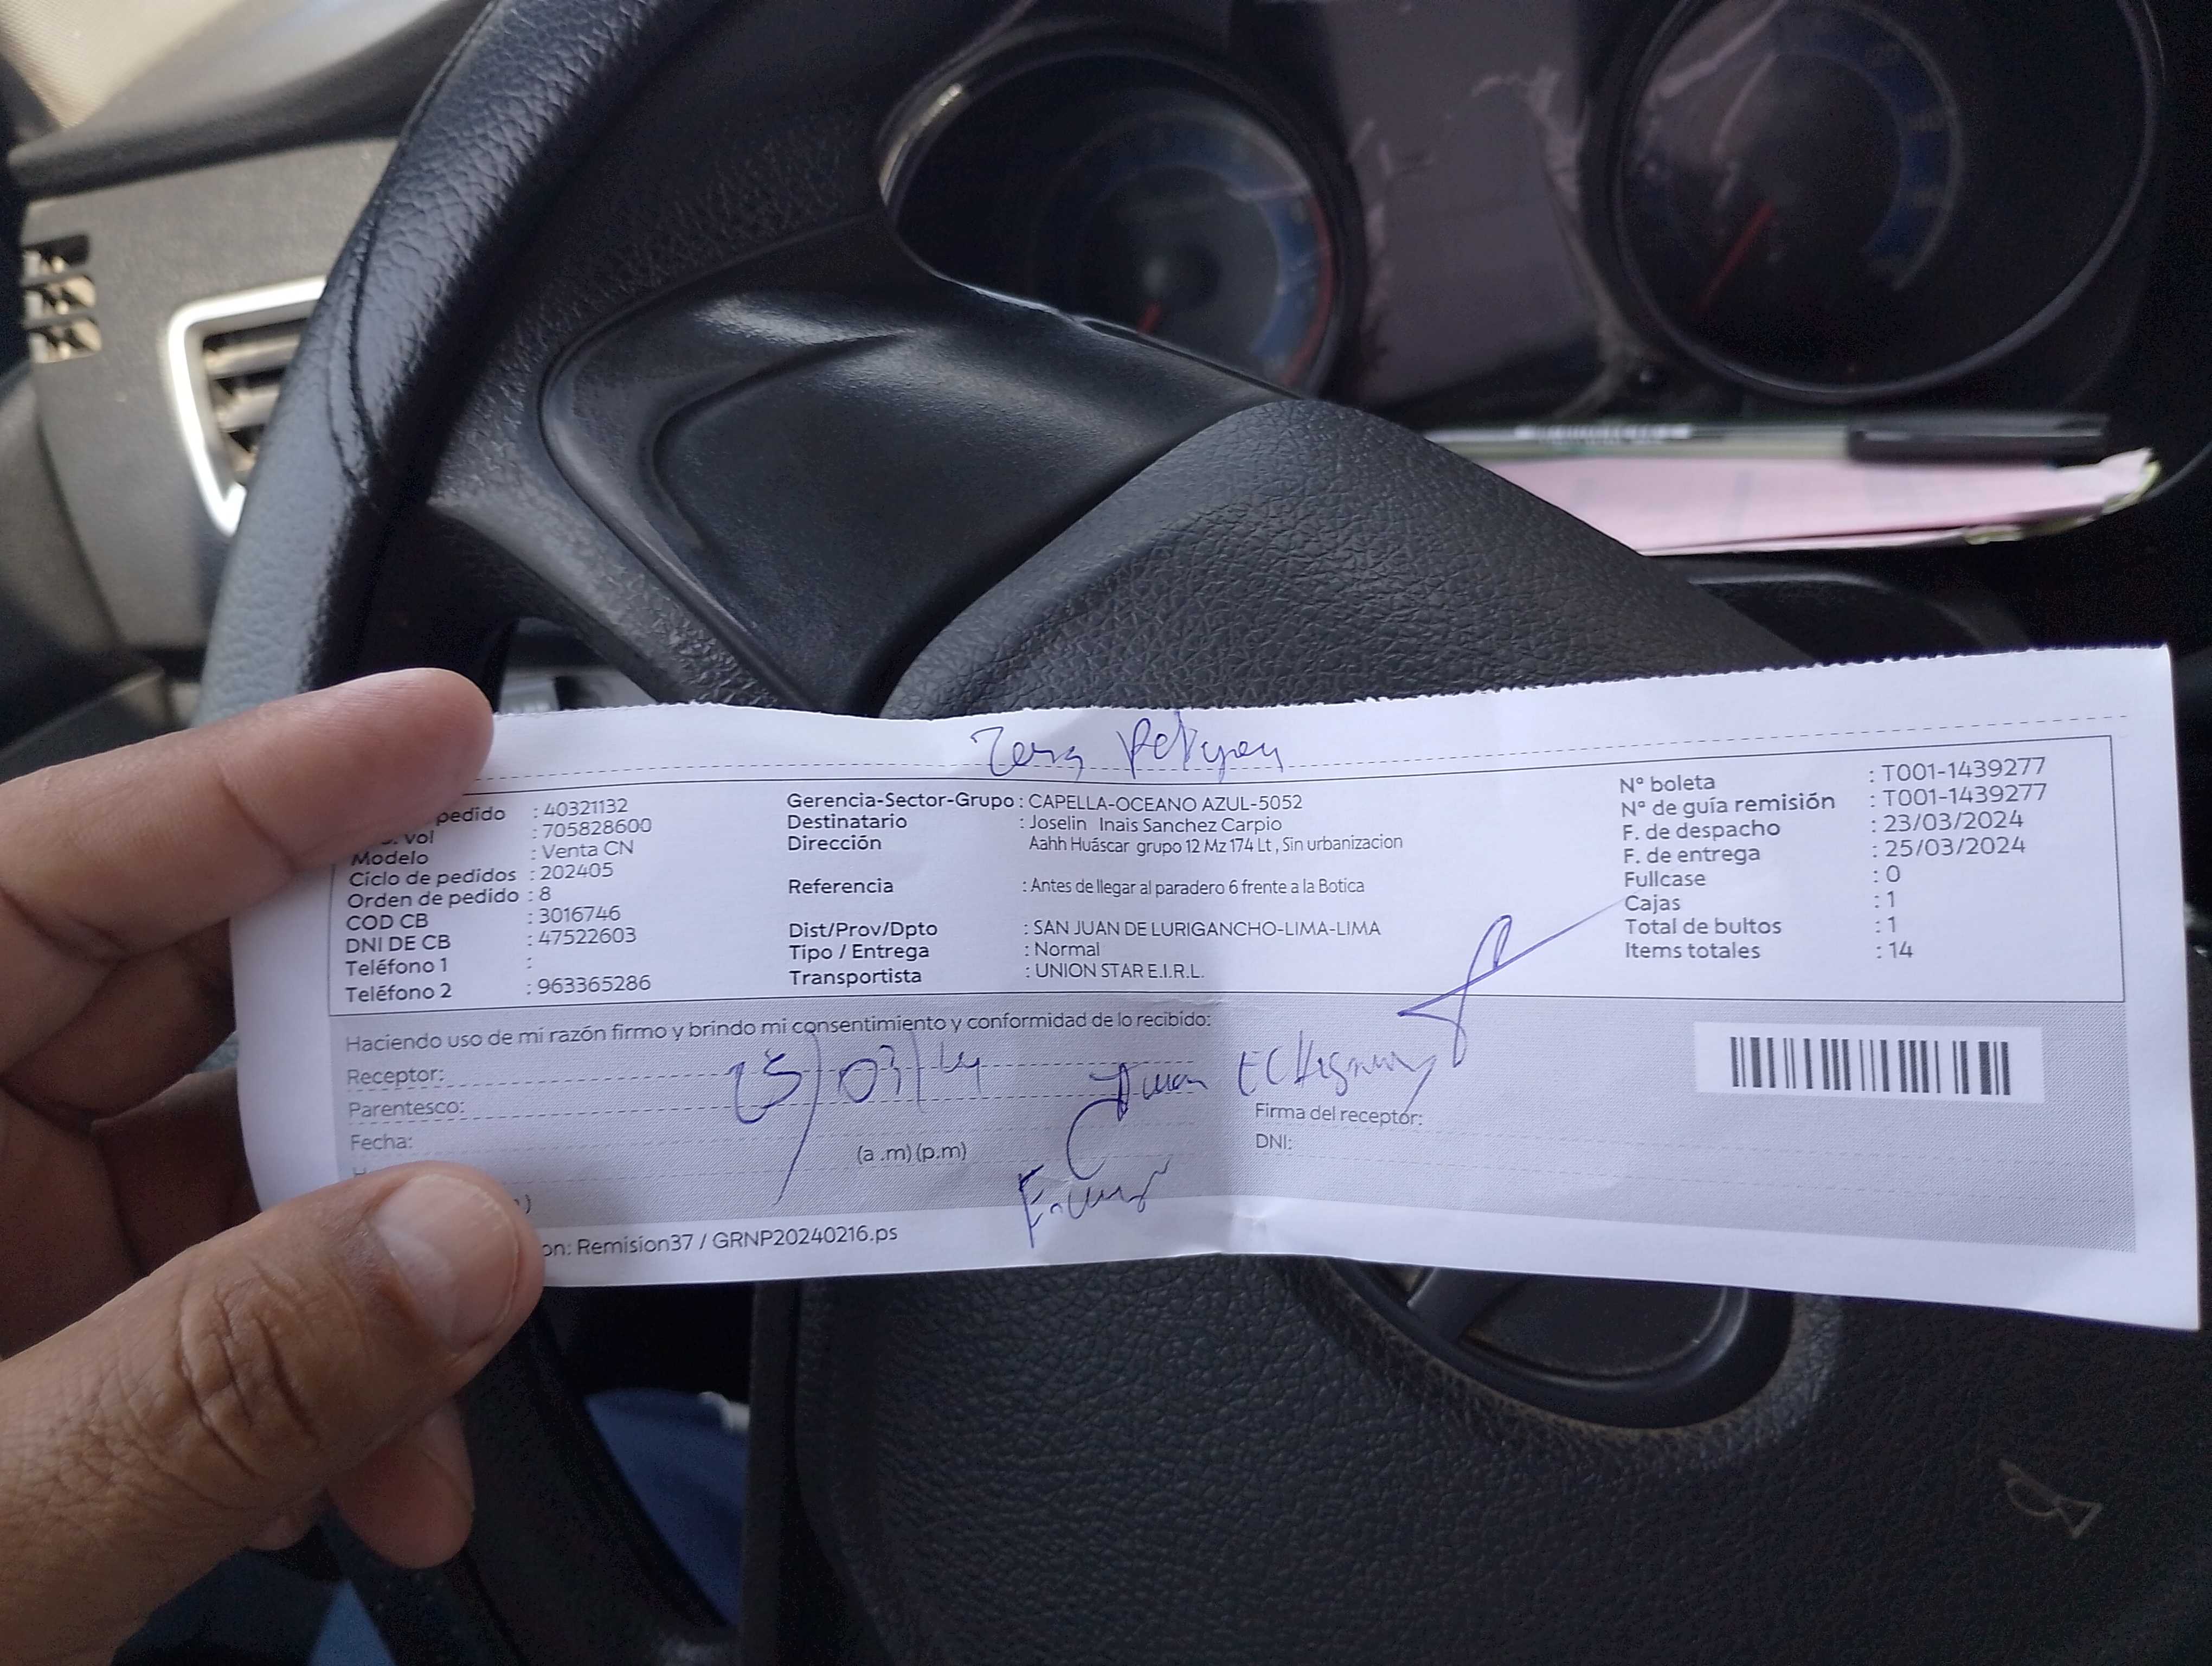 Zona Peligrosa
pedido : 40321132
vol : 705828600
Modelo : Venta CN
Ciclo de pedidos : 202405
Orden de pedido : 8
COD CB : 3016746
DNI DE CB : 47522603
Teléfono 1 :
Teléfono 2 : 963365286
Gerencia-Sector-Grupo : CAPELLA-OCEANO AZUL-5052
Destinatario : Joselin Inais Sanchez Carpio
Dirección Aahh Huáscar grupo 12 Mz 174 Lt , Sin urbanizacion
Referencia : Antes de llegar al paradero 6 frente a la Botica
Dist/Prov/Dpto : SAN JUAN DE LURIGANCHO-LIMA-LIMA
Tipo / Entrega : Normal
Transportista : UNION STAR E.I.R.L.
N° boleta : T001-1439277
N° de guía remisión : T001-1439277
F. de despacho : 23/03/2024
F. de entrega : 25/03/2024
Fullcase : 0
Cajas : 1
Total de bultos : 1
Items totales : 14
Haciendo uso de mi razón firmo y brindo mi consentimiento y conformidad de lo recibido:
Receptor:
Parentesco:
25/03/24
Juan
Fecha:
(a .m) (p.m)
Firma del receptor:
DNI:
on: Remision37 / GRNP20240216.ps